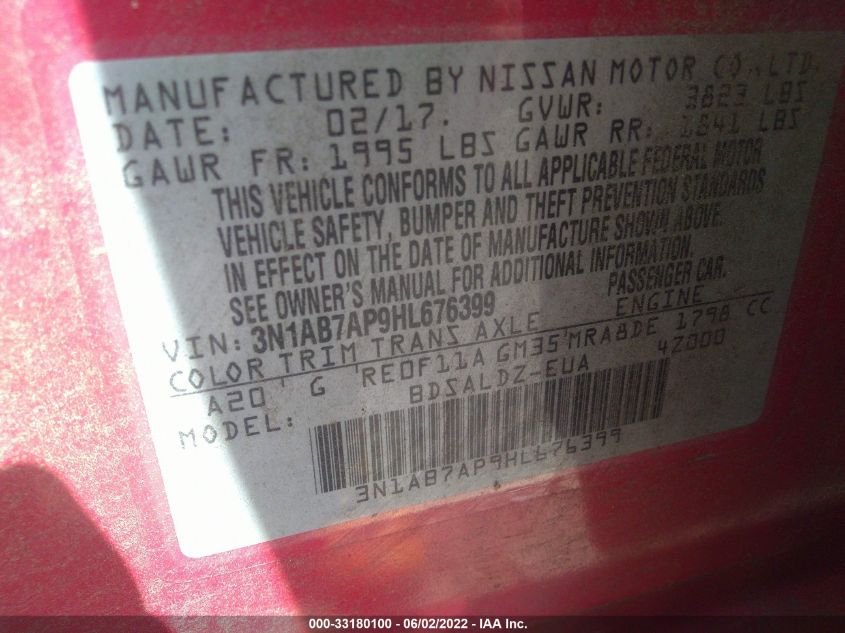 MANUFACTURED BY NISSAN MOTOR CO.,LTD.
DATE: 02/17. GVWR: 3823 LBS
GAWR FR: 1995 LBS GAWR RR: 1841 LBS
THIS VEHICLE CONFORMS TO ALL APPLICABLE FEDERAL MOTOR
VEHICLE SAFETY, BUMPER AND THEFT PREVENTION STANDARDS
IN EFFECT ON THE DATE OF MANUFACTURE SHOWN ABOVE.
SEE OWNER'S MANUAL FOR ADDITIONAL INFORMATION.
VIN: 3N1AB7AP9HL676399 PASSENGER CAR.
COLOR TRIM TRANS AXLE ENGINE
A20 G RE0F11A GM35 MRA8DE 1798 CC
MODEL: BDSALDZ-EUA 4Z000
3N1AB7AP9HL676399
000-33180100 - 06/02/2022 - IAA Inc.